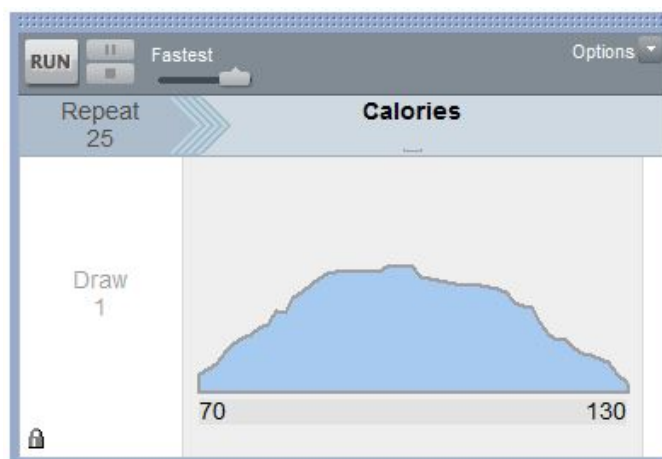 RUN
Fastest
Options
Repeat
25
Calories
Draw
1
70 130